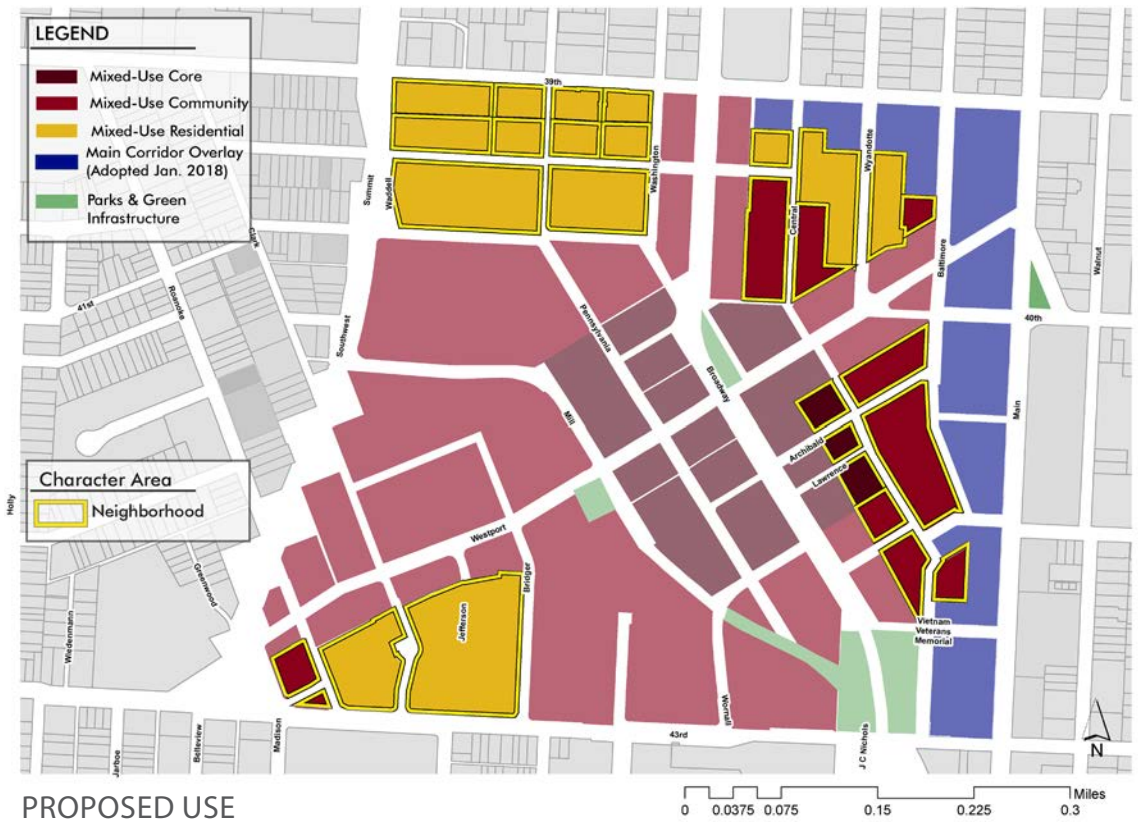 LEGEND
Mixed-Use Core
Mixed-Use Community
Mixed-Use Residential
Main Corridor Overlay
(Adopted Jan. 2018)
Parks & Green
Infrastructure
39th
Summit
Waddell
Washington
Wyandotte
Central
Clark
41st
Roanoke
Southwest
Pennsylvania
Broadway
Baltimore
Walnut
40th
Main
Mill
Archibald
Lawrence
Character Area
Neighborhood
Holly
Westport
Bridger
Jefferson
Greenwood
Wiedenmann
Vietnam
Veterans
Memorial
Madison
Belleview
Jarboe
43rd
Wornall
J C Nichols
N
PROPOSED USE
Miles
0 0.0375 0.075 0.15 0.225 0.3